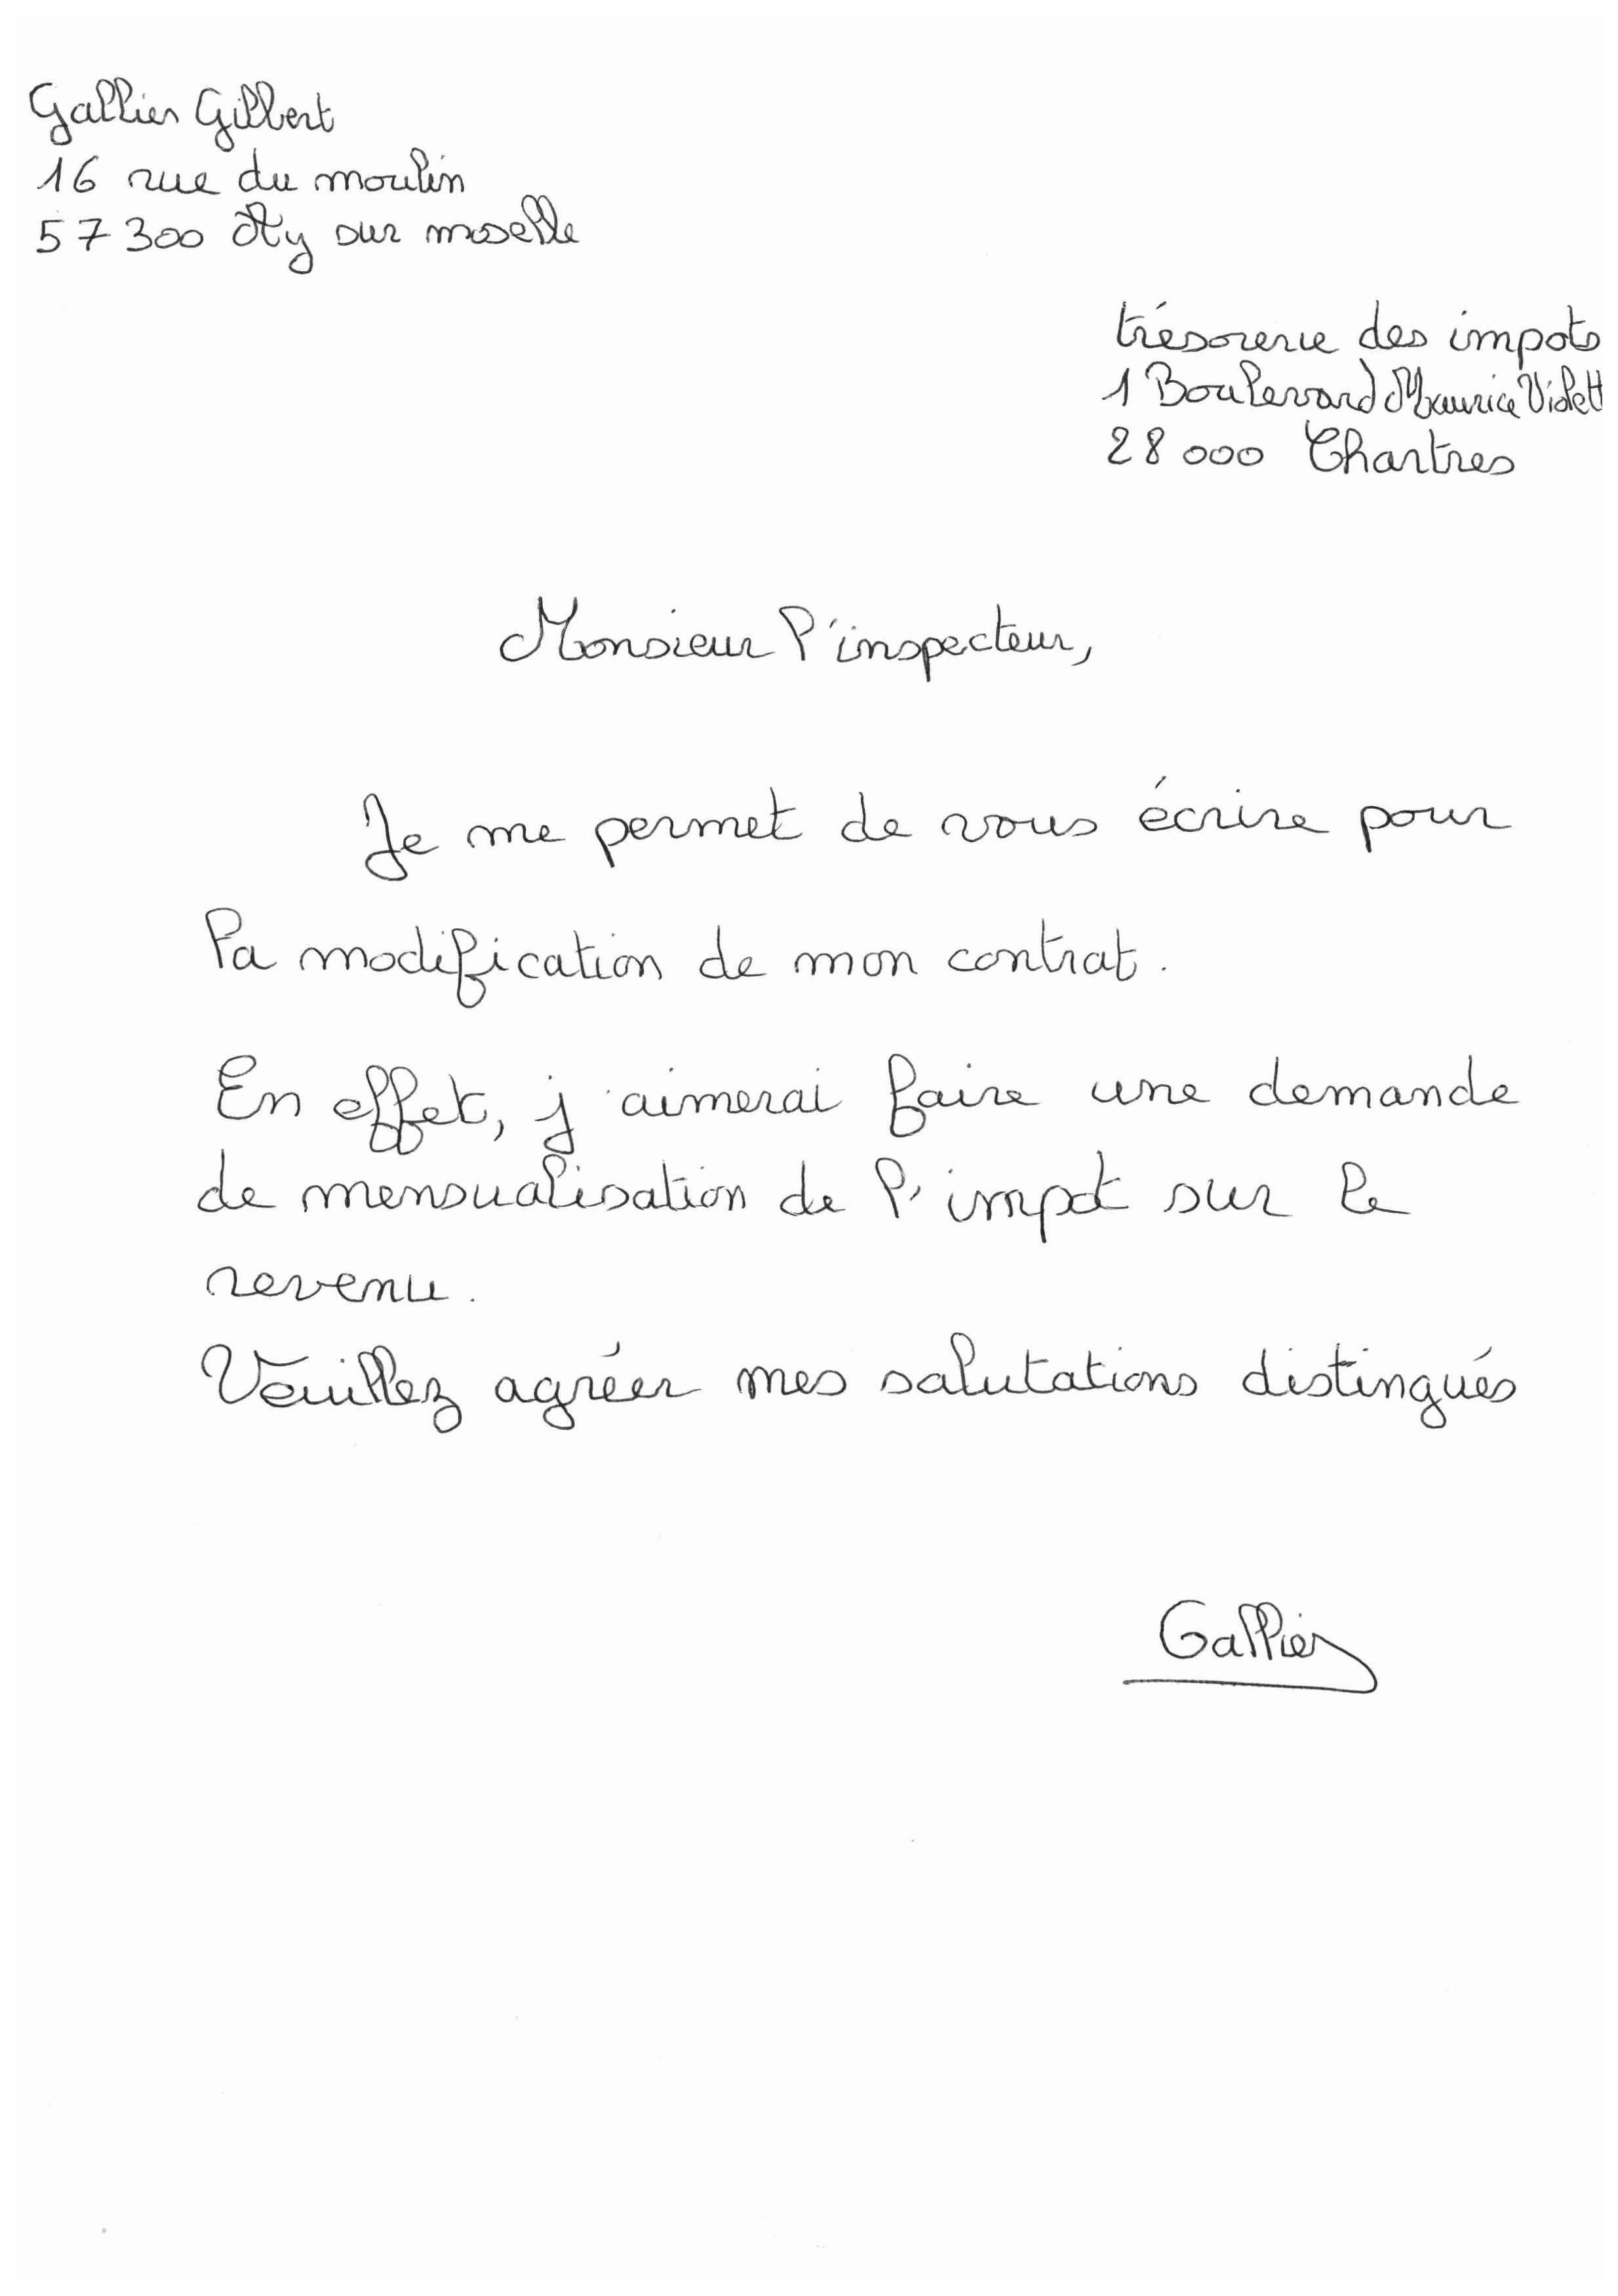 Gallier Gilbert
16 rue du moulin
57300 Ay sur moselle
trésorerie des impots
1 Boulevard Maurice Violett
28 000 Chartres
Monsieur l'inspecteur,
Je me permet de vous écrire pour
la modification de mon contrat.
En effet, j'aimerai faire une demande
de mensualisation de l'impot sur le
revenu.
Veuillez agréer mes salutations distingués
Gallier